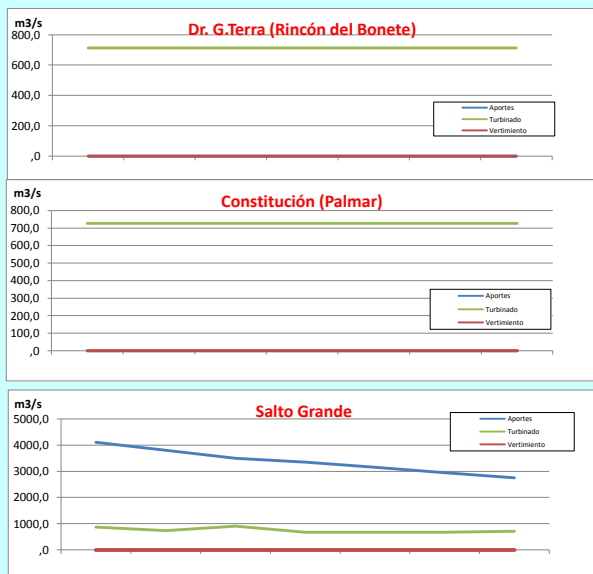 m3/s
Dr. G.Terra (Rincón del Bonete)
800,0
600,0
400,0
200,0
,0
Aportes
Turbinado
Vertimiento
m3/s
Constitución (Palmar)
800,0
700,0
600,0
500,0
400,0
300,0
200,0
100,0
,0
Aportes
Turbinado
Vertimiento
m3/s
Salto Grande
5000,0
4000,0
3000,0
2000,0
1000,0
,0
Aportes
Turbinado
Vertimiento